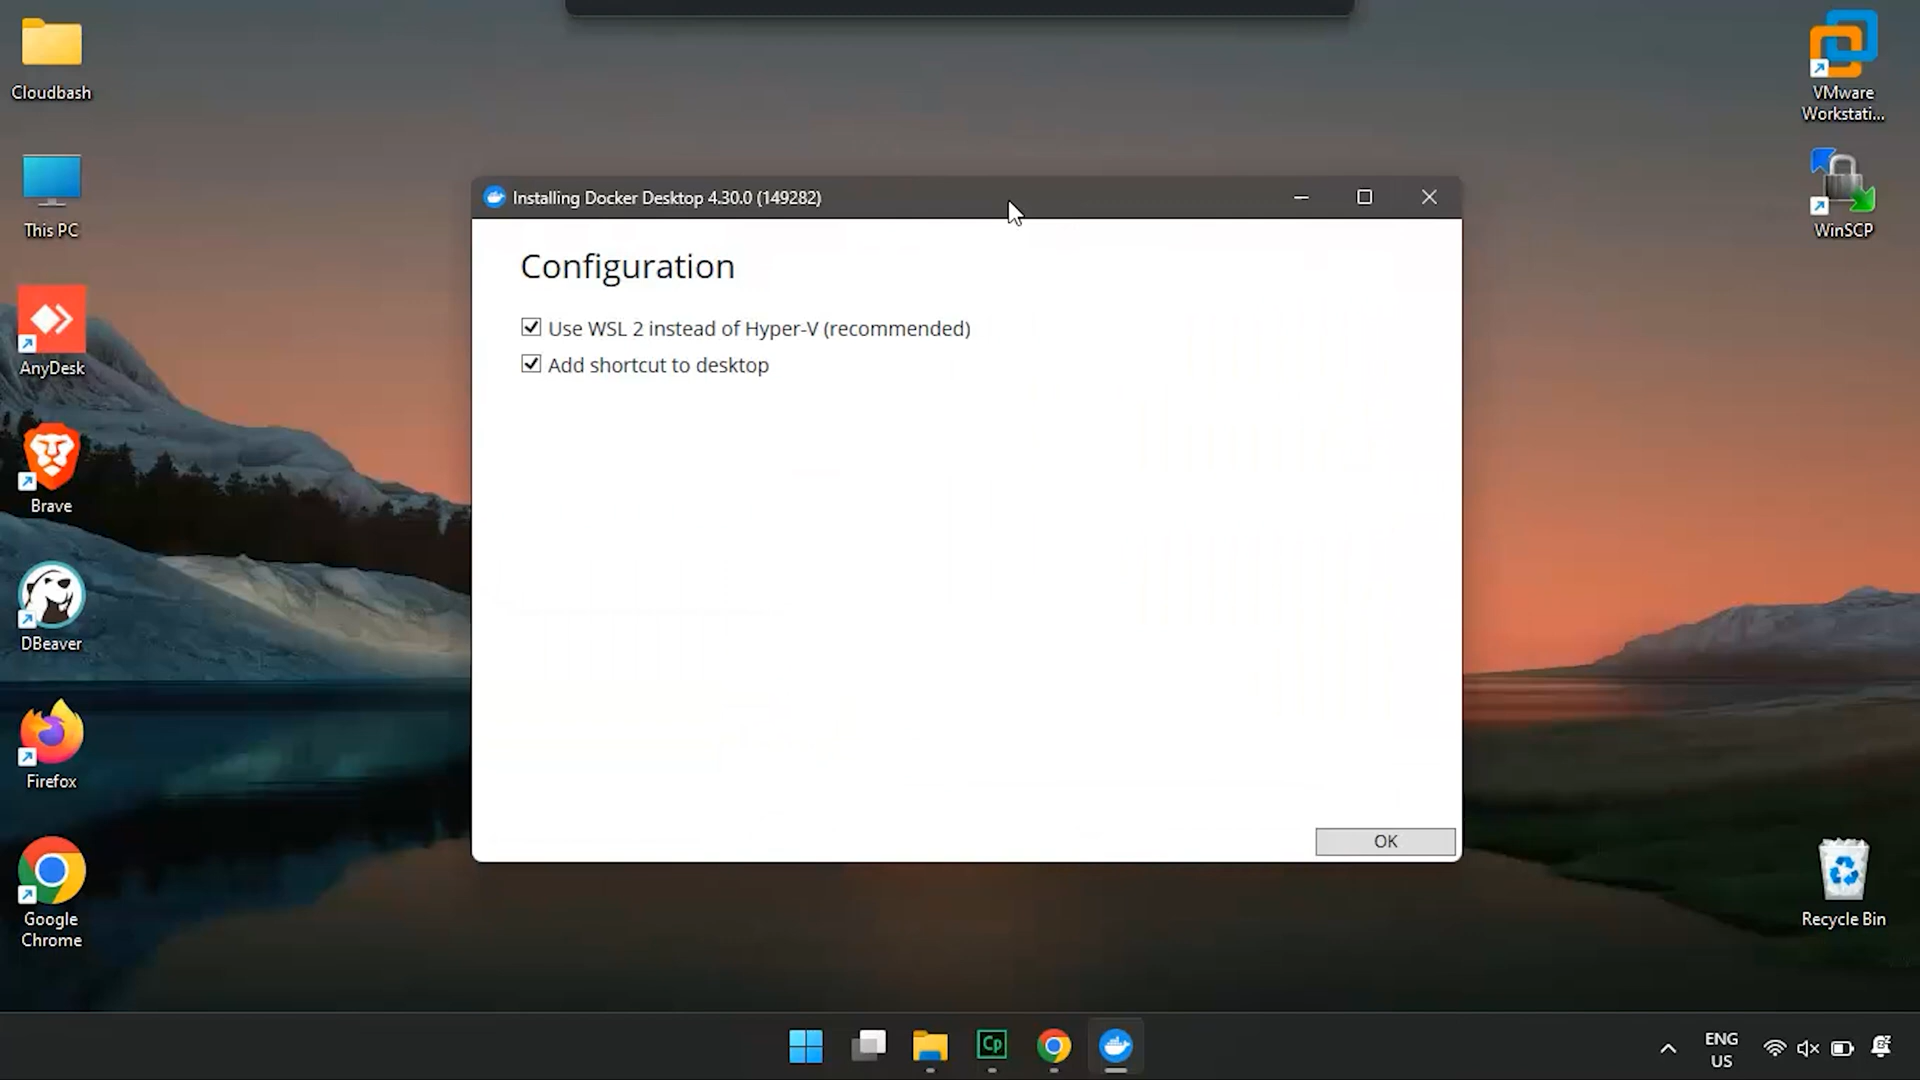 Cloudbash
This PC
AnyDesk
Brave
DBeaver
Firefox
Google
Chrome
Installing Docker Desktop 4.30.0 (149282)
Configuration
Use WSL 2 instead of Hyper-V (recommended)
Add shortcut to desktop
OK
VMware
Workstati...
WinSCP
Recycle Bin
Cp
ENG
US